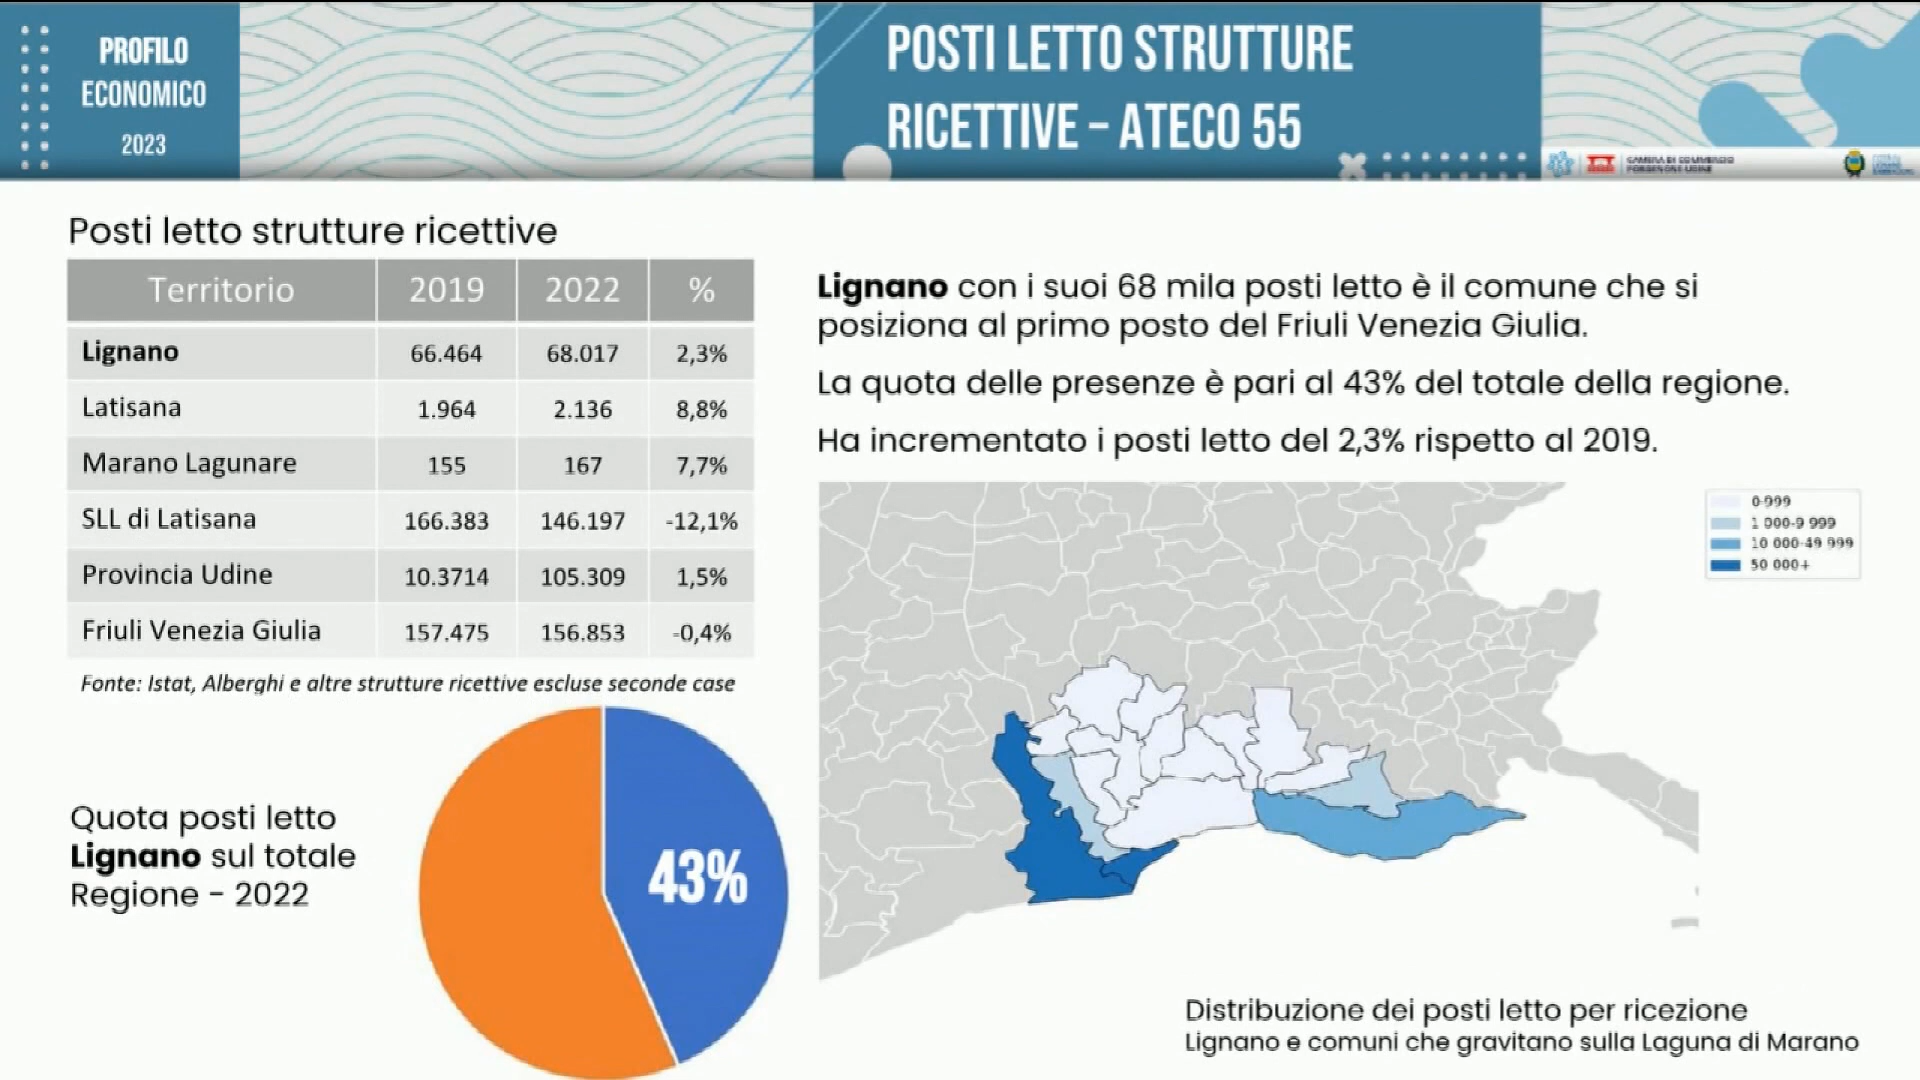 PROFILO
ECONOMICO
2023
POSTI LETTO STRUTTURE
RICETTIVE – ATECO 55
CAMERA DI COMMERCIO
PORDENONE-UDINE
Posti letto strutture ricettive
Territorio 2019 2022 %
Lignano 66.464 68.017 2,3%
Latisana 1.964 2.136 8,8%
Marano Lagunare 155 167 7,7%
SLL di Latisana 166.383 146.197 -12,1%
Provincia Udine 10.3714 105.309 1,5%
Friuli Venezia Giulia 157.475 156.853 -0,4%
Fonte: Istat, Alberghi e altre strutture ricettive escluse seconde case
Quota posti letto
Lignano sul totale
Regione – 2022
43%
Lignano con i suoi 68 mila posti letto è il comune che si
posiziona al primo posto del Friuli Venezia Giulia.
La quota delle presenze è pari al 43% del totale della regione.
Ha incrementato i posti letto del 2,3% rispetto al 2019.
0-999
1 000-9 999
10 000-49 999
50 000+
Distribuzione dei posti letto per ricezione
Lignano e comuni che gravitano sulla Laguna di Marano